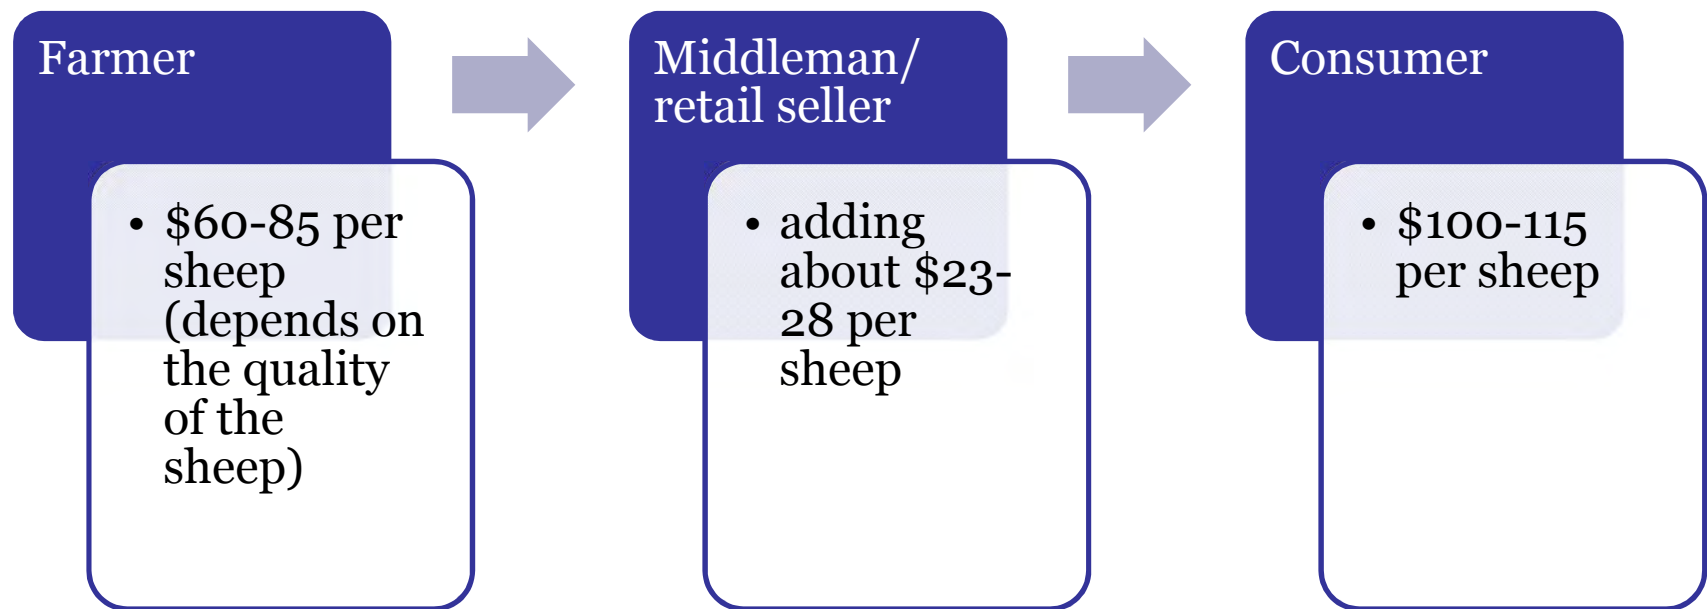 Farmer
• $60-85 per
sheep
(depends on
the quality
of the
sheep)
Middleman/
retail seller
• adding
about $23-
28 per
sheep
Consumer
• $100-115
per sheep